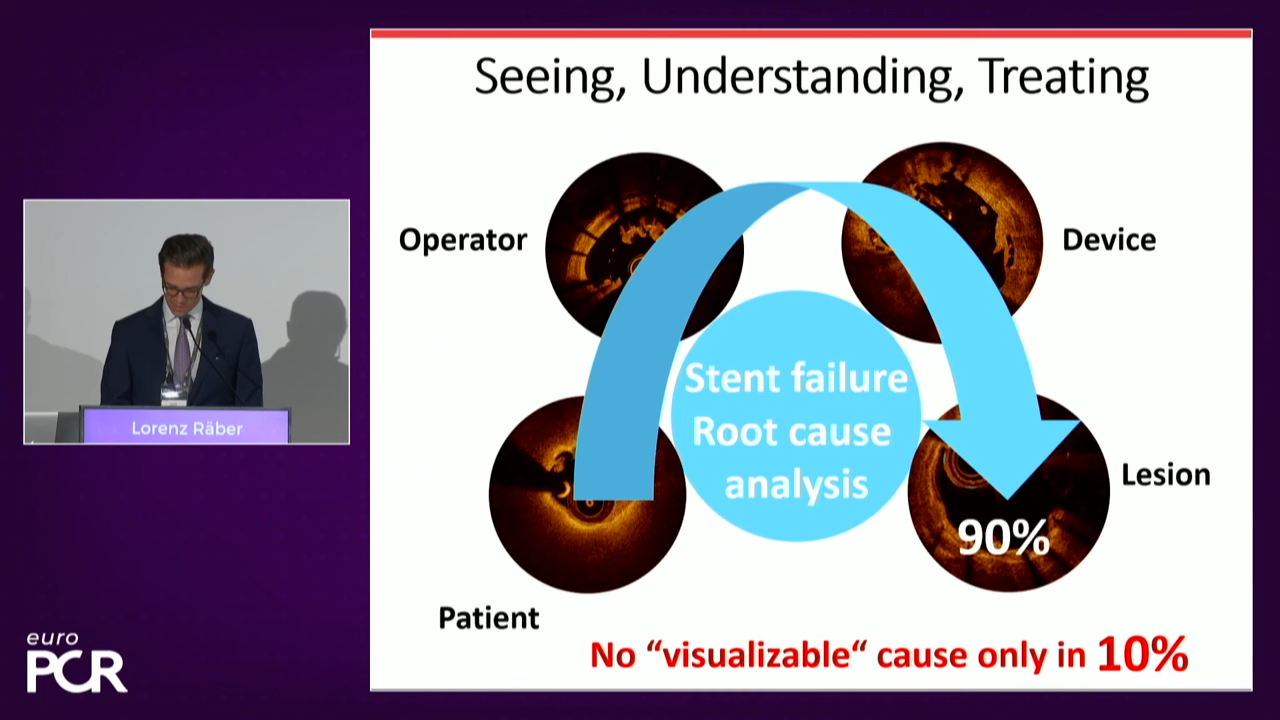 Seeing, Understanding, Treating
Operator
Device
Stent failure
Root cause
analysis
Lesion
90%
Patient
No “visualizable“ cause only in 10%
Lorenz Räber
euro
PCR